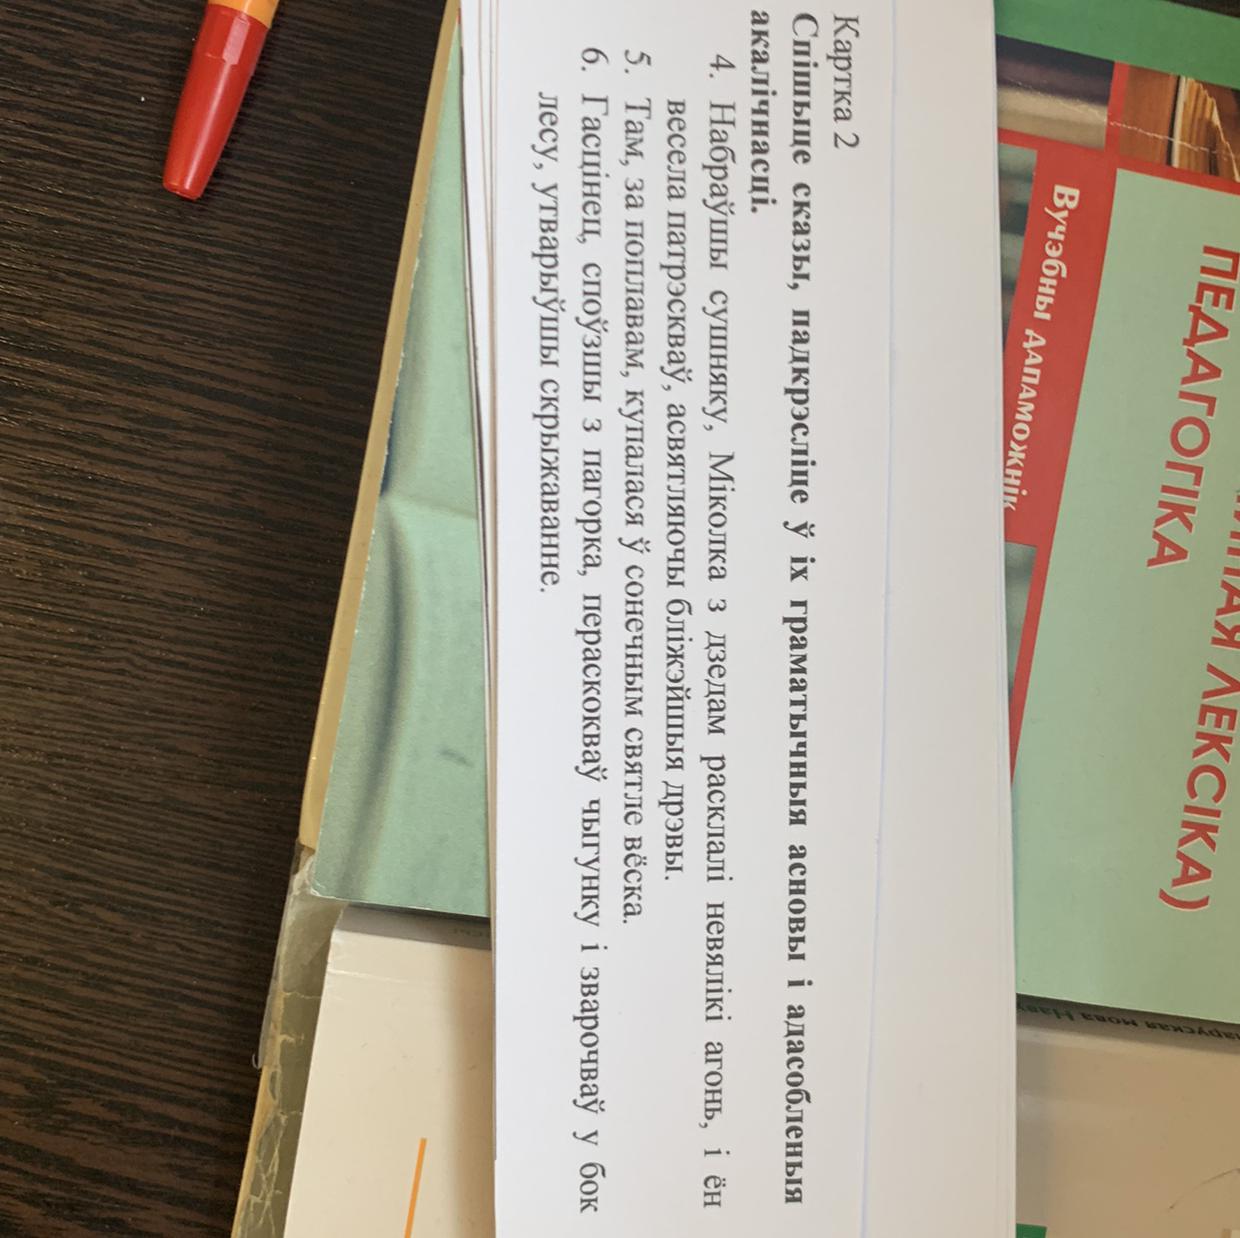 Картка 2
Спішыце сказы, падкрэсліце ў іх граматычныя асновы і адасобленыя
акалічнасці.
4. Набраўшы сушняку, Міколка з дзедам расклалі невялікі агонь, і ён
весела патрэскваў, асвятляючы бліжэйшыя дрэвы.
5. Там, за поплавам, купалася ў сонечным святле вёска.
6. Гасцінец, споўзшы з пагорка, пераскокваў чыгунку і зварочваў у бок
лесу, утварыўшы скрыжаванне.
ЛЕКСІКА)
ПЕДАГОГІКА
Вучэбны дапаможнік